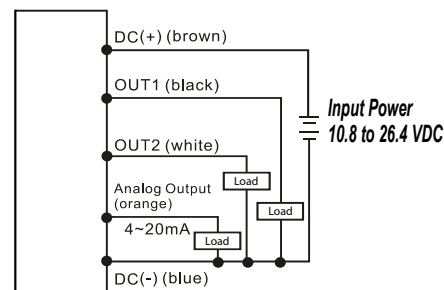 DC(+) (brown)
OUT1 (black)
Input Power
10.8 to 26.4 VDC
OUT2 (white)
Load
Analog Output
(orange)
Load
4~20mA
Load
DC(-) (blue)